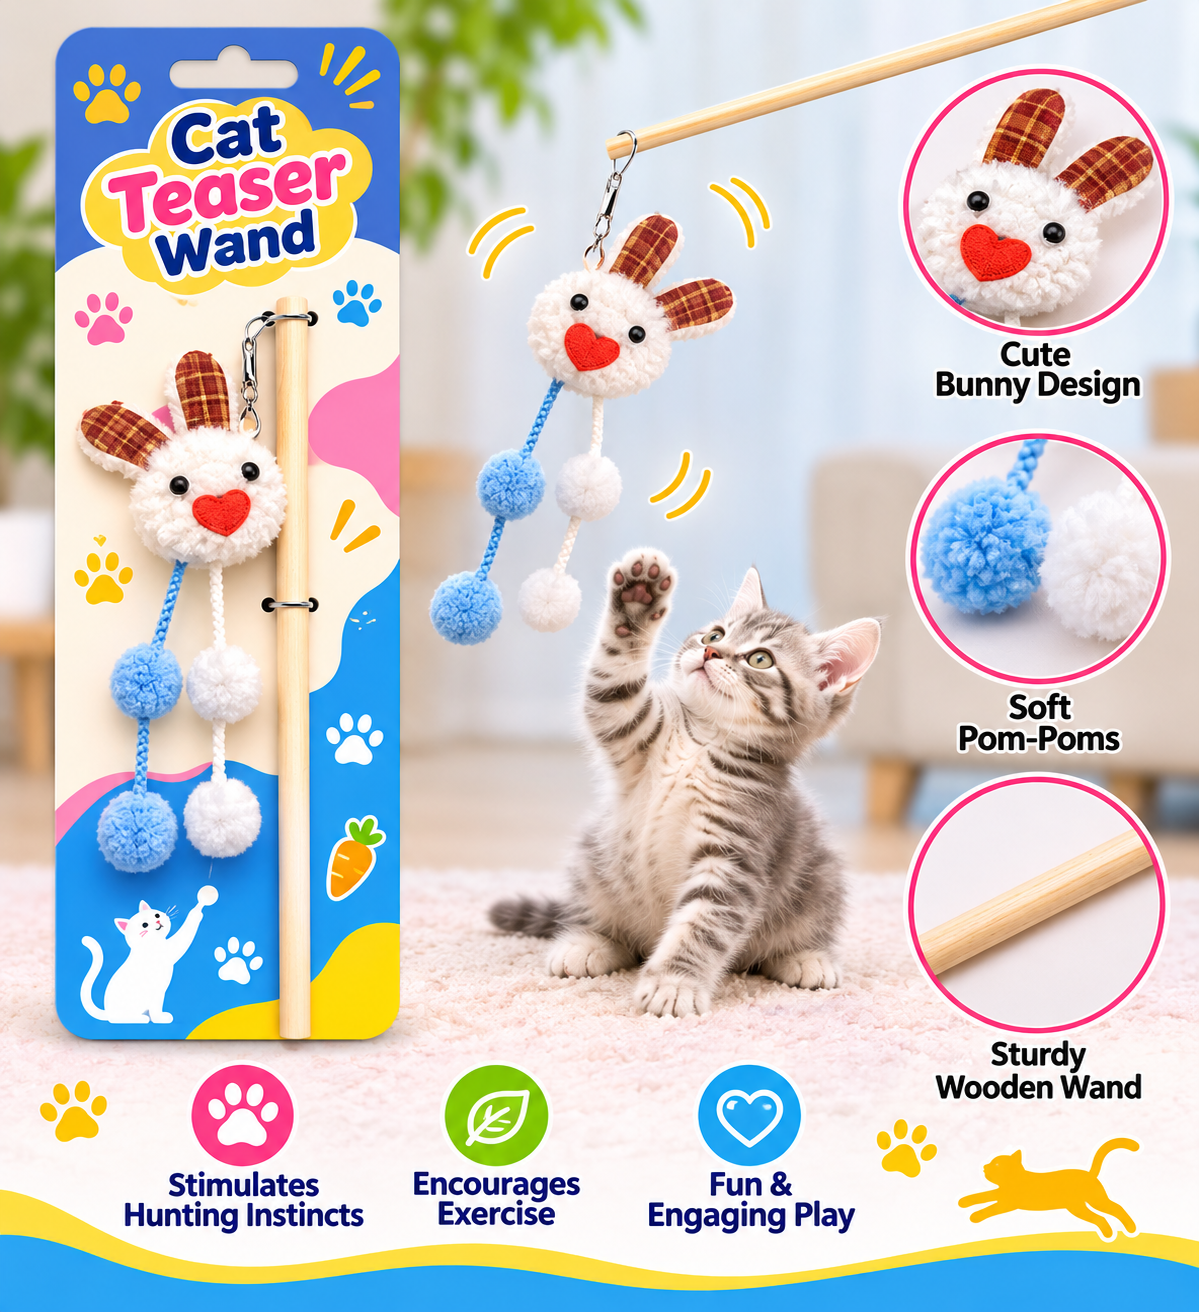 Cat
Teaser
Wand
Cute
Bunny Design
Soft
Pom-Poms
Sturdy
Wooden Wand
Stimulates
Hunting Instincts
Encourages
Exercise
Fun &
Engaging Play